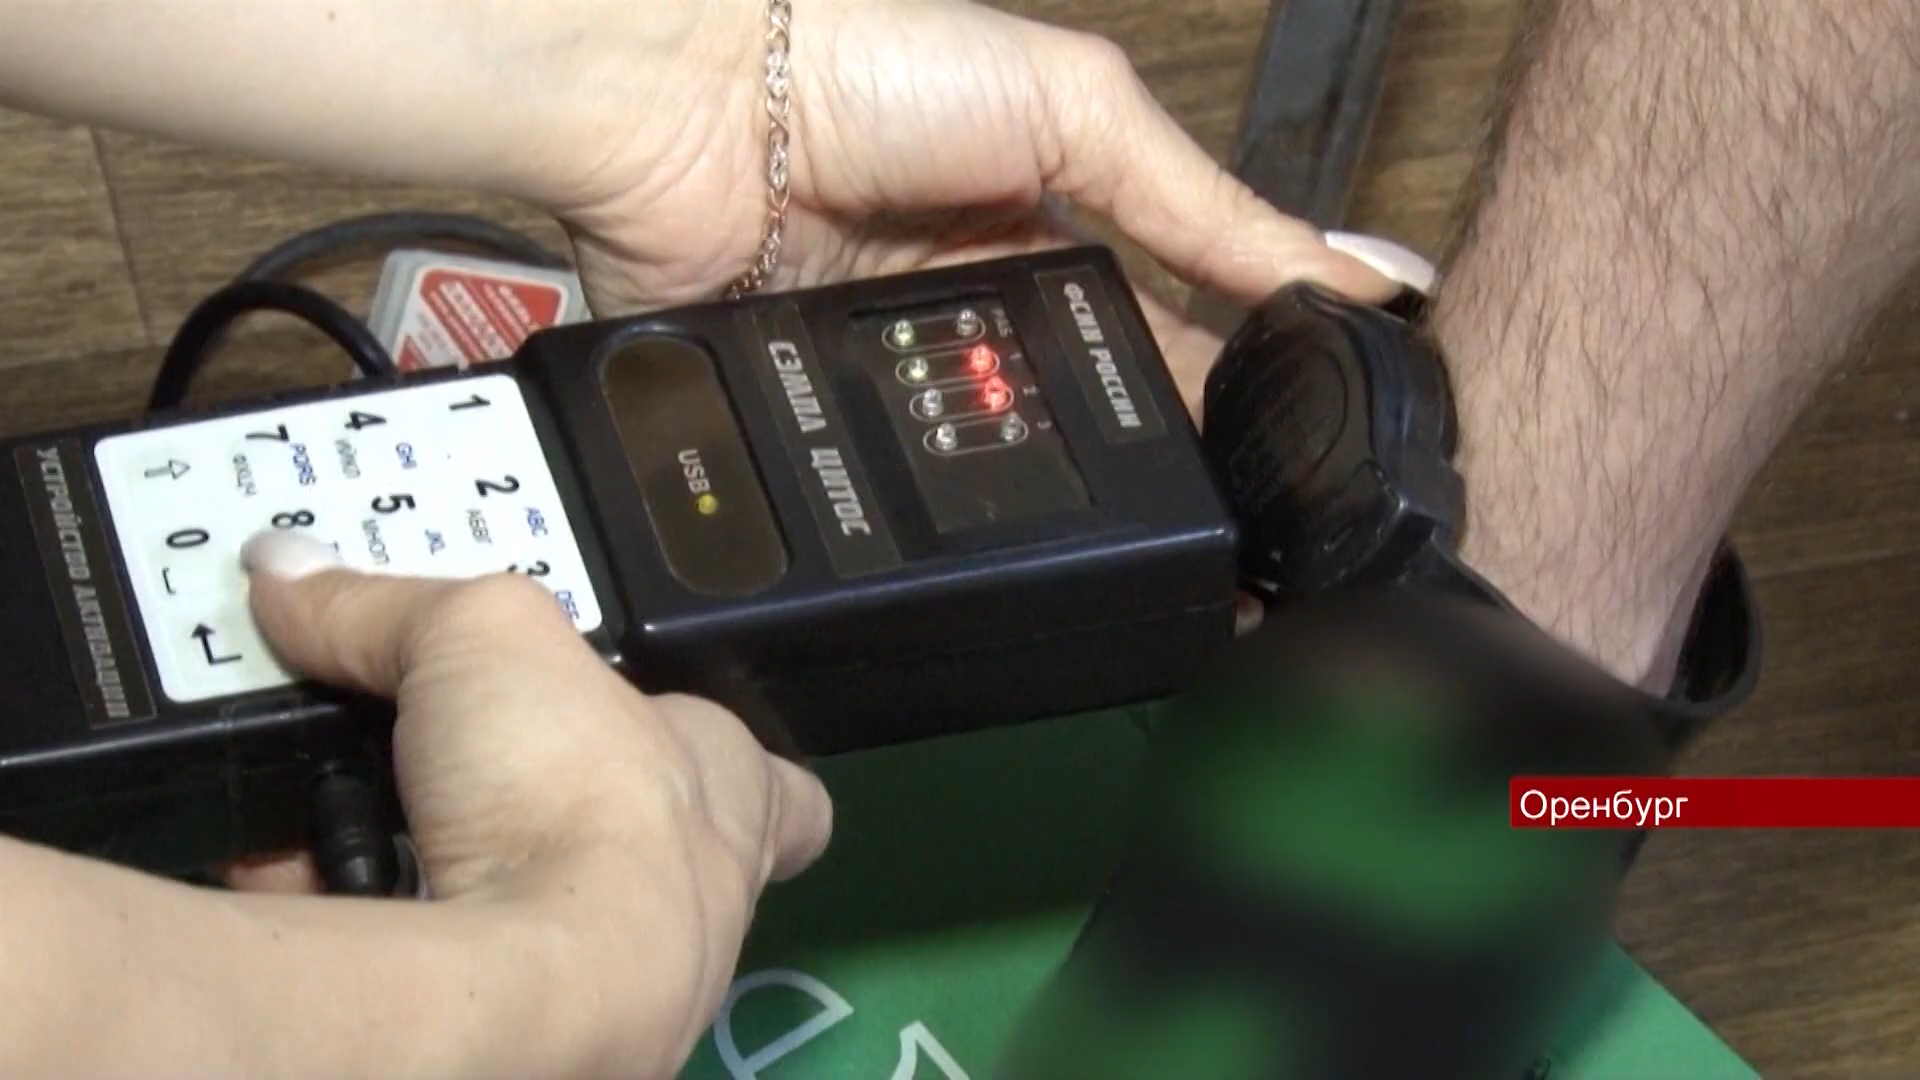 ФСИН РОССИИ
СЭМПЛ ЦИТОС
USB
1
2 ABC
АБВГ
3 DEF
4 GHI
ИЙКЛ
5 JKL
МНОП
7 PQRS
ФХЦЧ
8
0
УСТРОЙСТВО АКТИВАЦИИ
Оренбург